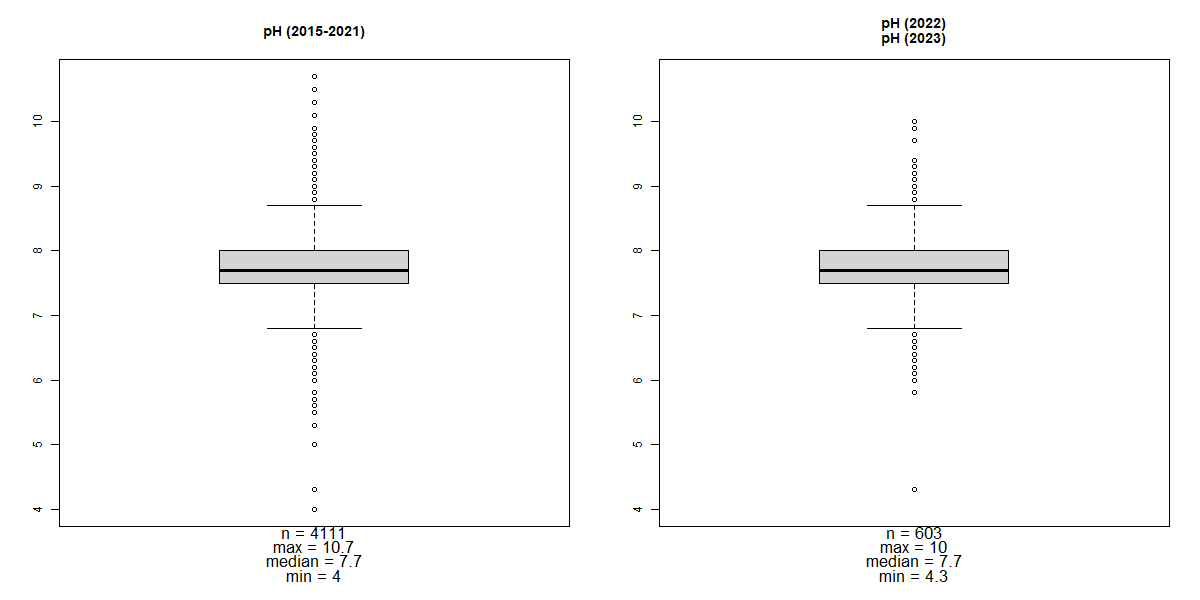 pH (2015-2021)
10
9
8
7
6
5
4
n = 4111
max = 10.7
median = 7.7
min = 4
pH (2022)
pH (2023)
10
9
8
7
6
5
4
n = 603
max = 10
median = 7.7
min = 4.3